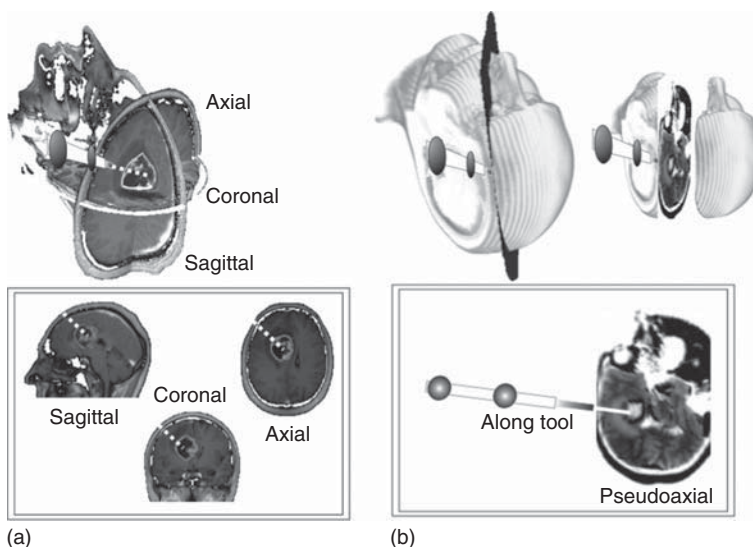 Axial
Coronal
Sagittal
Sagittal
Coronal
Axial
Along tool
Pseudoaxial
(a)
(b)